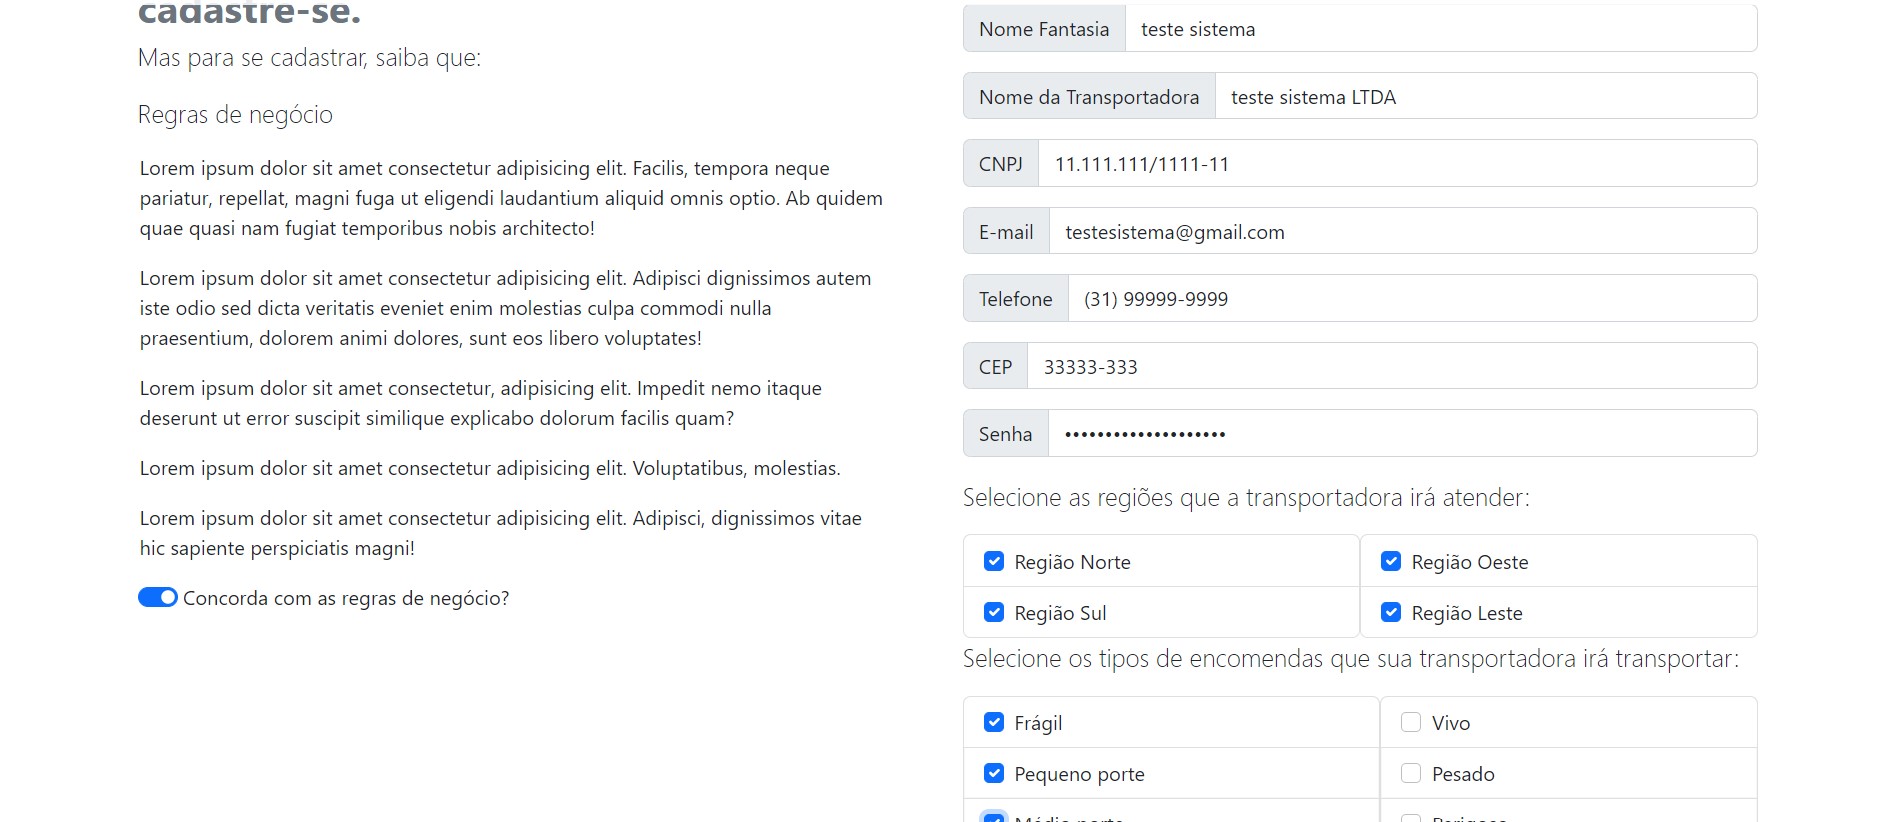 cadastre-se.
Mas para se cadastrar, saiba que:
Regras de negócio
Lorem ipsum dolor sit amet consectetur adipisicing elit. Facilis, tempora neque
pariatur, repellat, magni fuga ut eligendi laudantium aliquid omnis optio. Ab quidem
quae quasi nam fugiat temporibus nobis architecto!
Lorem ipsum dolor sit amet consectetur adipisicing elit. Adipisci dignissimos autem
iste odio sed dicta veritatis eveniet enim molestias culpa commodi nulla
praesentium, dolorem animi dolores, sunt eos libero voluptates!
Lorem ipsum dolor sit amet consectetur, adipisicing elit. Impedit nemo itaque
deserunt ut error suscipit similique explicabo dolorum facilis quam?
Lorem ipsum dolor sit amet consectetur adipisicing elit. Voluptatibus, molestias.
Lorem ipsum dolor sit amet consectetur adipisicing elit. Adipisci, dignissimos vitae
hic sapiente perspiciatis magni!
Concorda com as regras de negócio?
Nome Fantasia teste sistema
Nome da Transportadora teste sistema LTDA
CNPJ 11.111.111/1111-11
E-mail testesistema@gmail.com
Telefone (31) 99999-9999
CEP 33333-333
Senha ••••••••••••••••••••
Selecione as regiões que a transportadora irá atender:
Região Norte Região Oeste
Região Sul Região Leste
Selecione os tipos de encomendas que sua transportadora irá transportar:
Frágil Vivo
Pequeno porte Pesado
Médio porte